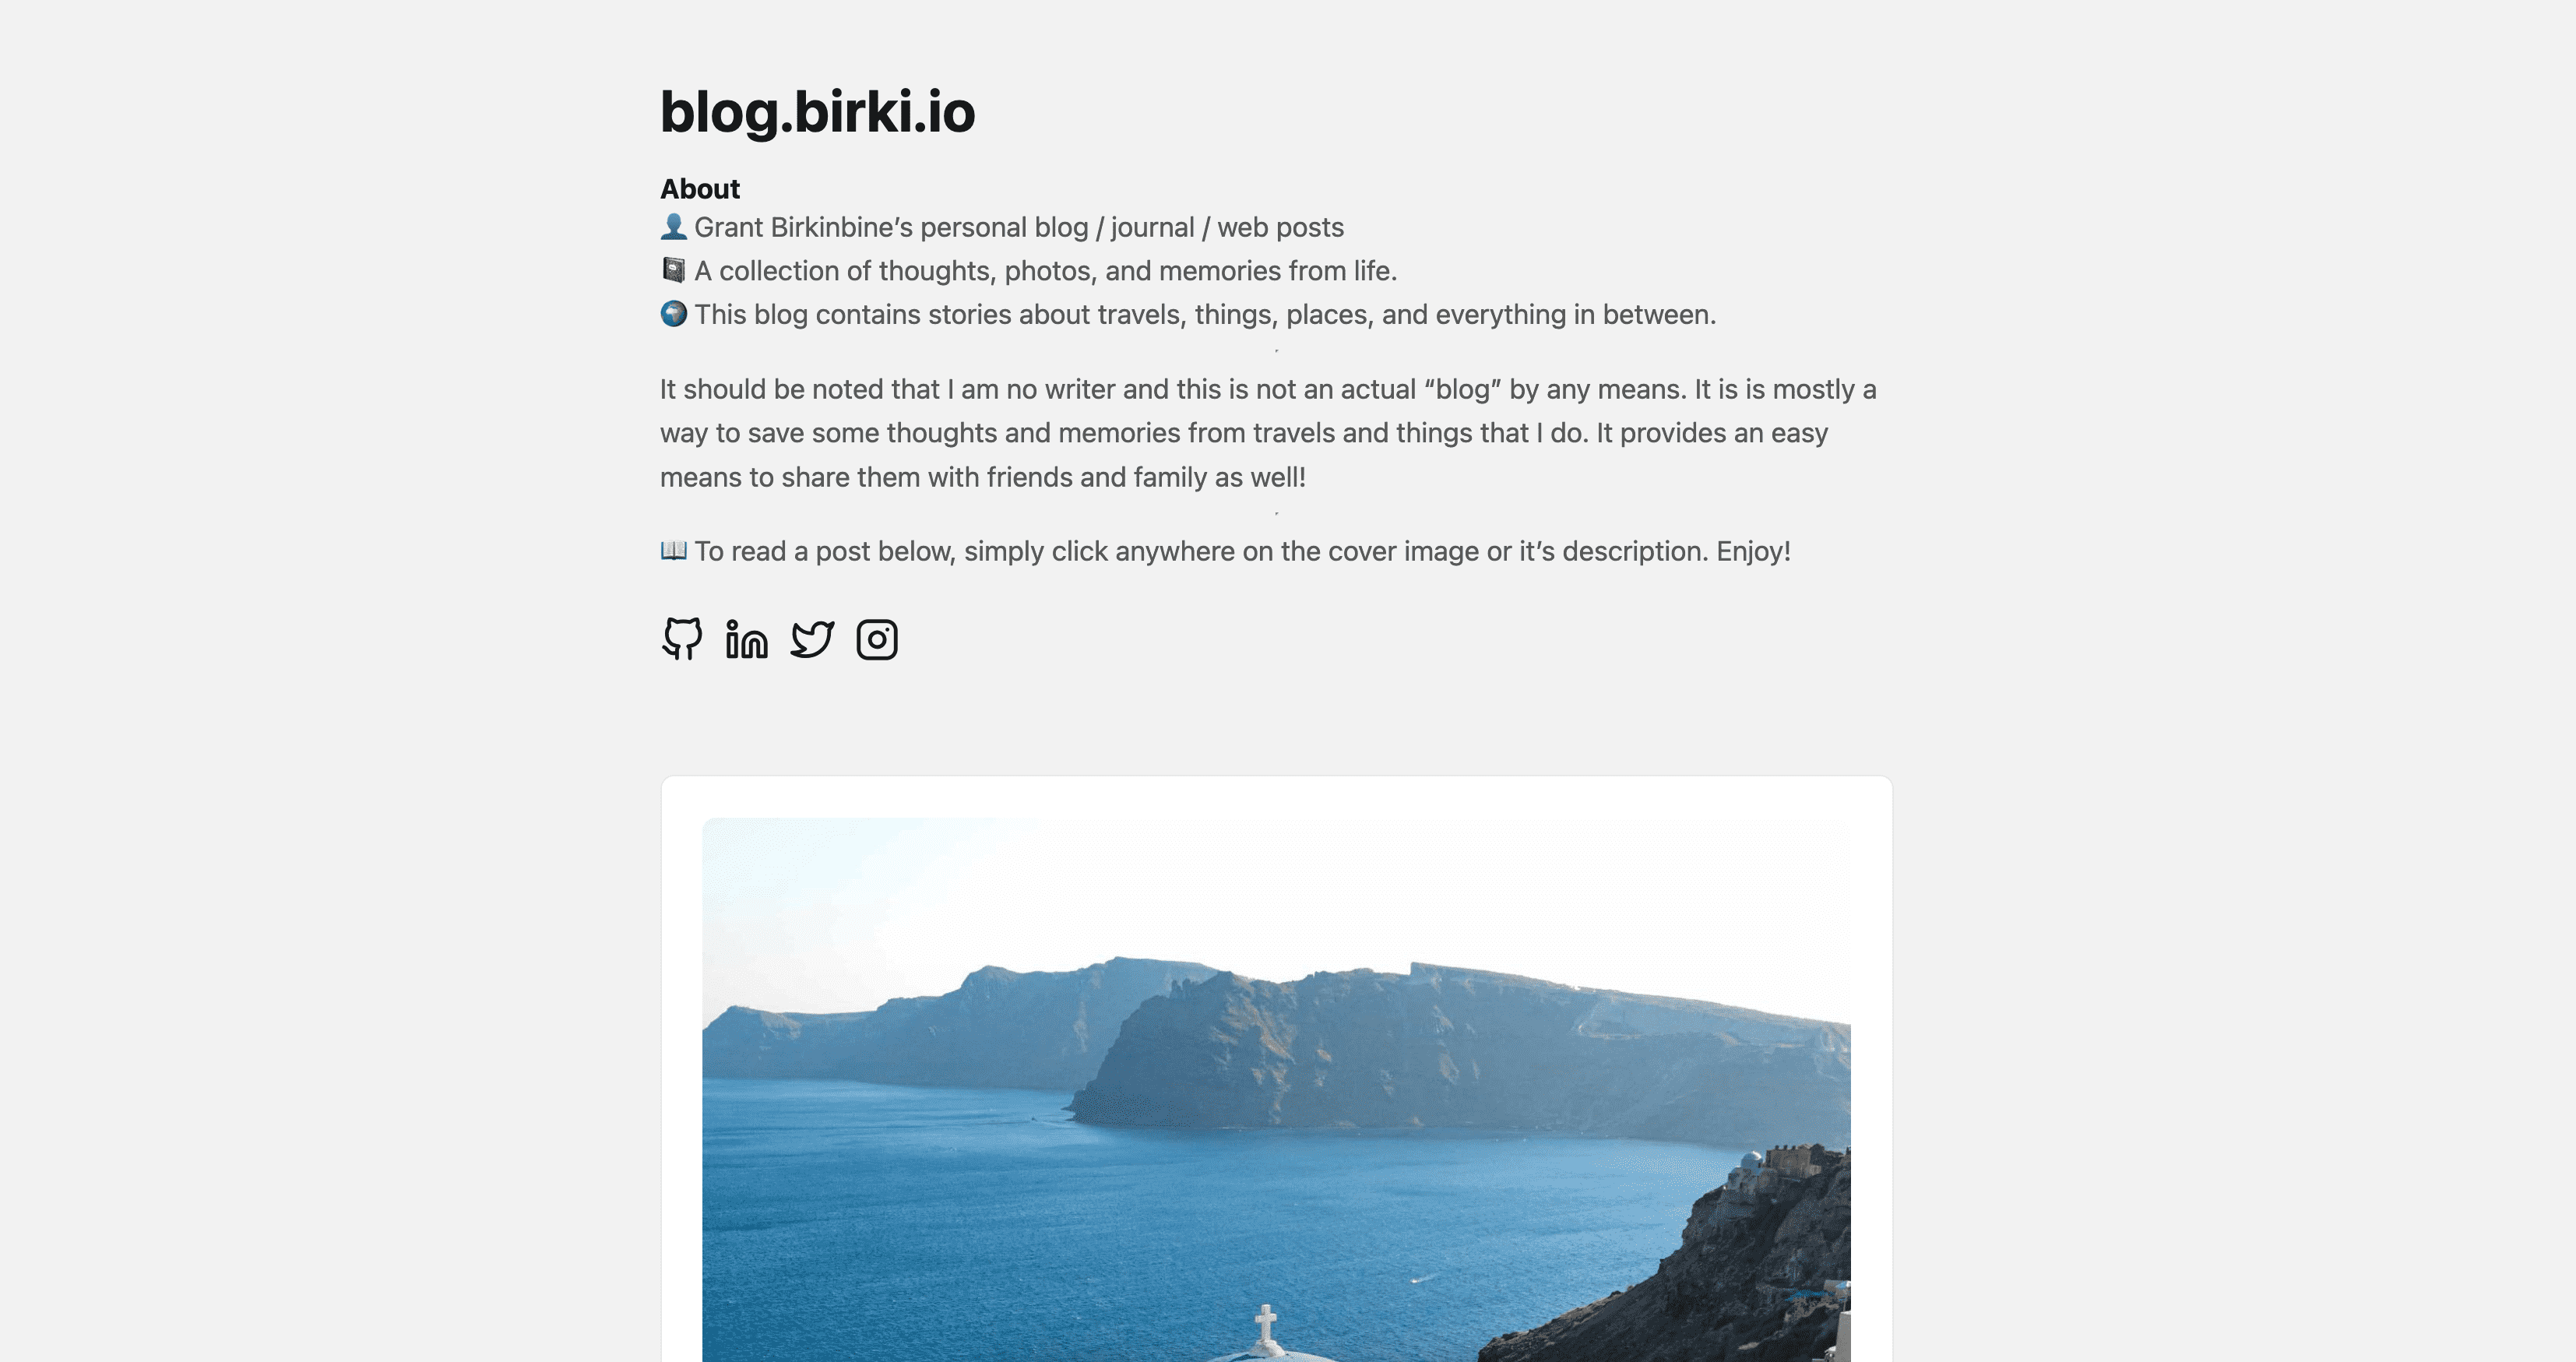 blog.birki.io
About
👤 Grant Birkinbine’s personal blog / journal / web posts
📓 A collection of thoughts, photos, and memories from life.
🌍 This blog contains stories about travels, things, places, and everything in between.
It should be noted that I am no writer and this is not an actual “blog” by any means. It is is mostly a
way to save some thoughts and memories from travels and things that I do. It provides an easy
means to share them with friends and family as well!
📖 To read a post below, simply click anywhere on the cover image or it’s description. Enjoy!